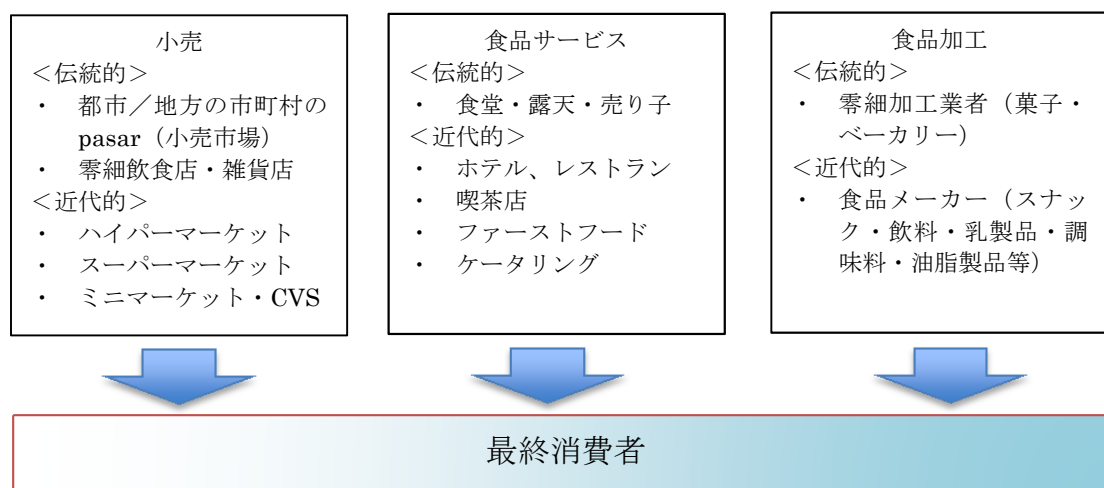 小売
＜伝統的＞
・ 都市／地方の市町村の
pasar（小売市場）
・ 零細飲食店・雑貨店
＜近代的＞
・ ハイパーマーケット
・ スーパーマーケット
・ ミニマーケット・CVS
食品サービス
＜伝統的＞
・ 食堂・露天・売り子
＜近代的＞
・ ホテル、レストラン
・ 喫茶店
・ ファーストフード
・ ケータリング
食品加工
＜伝統的＞
・ 零細加工業者（菓子・
ベーカリー）
＜近代的＞
・ 食品メーカー（スナッ
ク・飲料・乳製品・調
味料・油脂製品等）
最終消費者